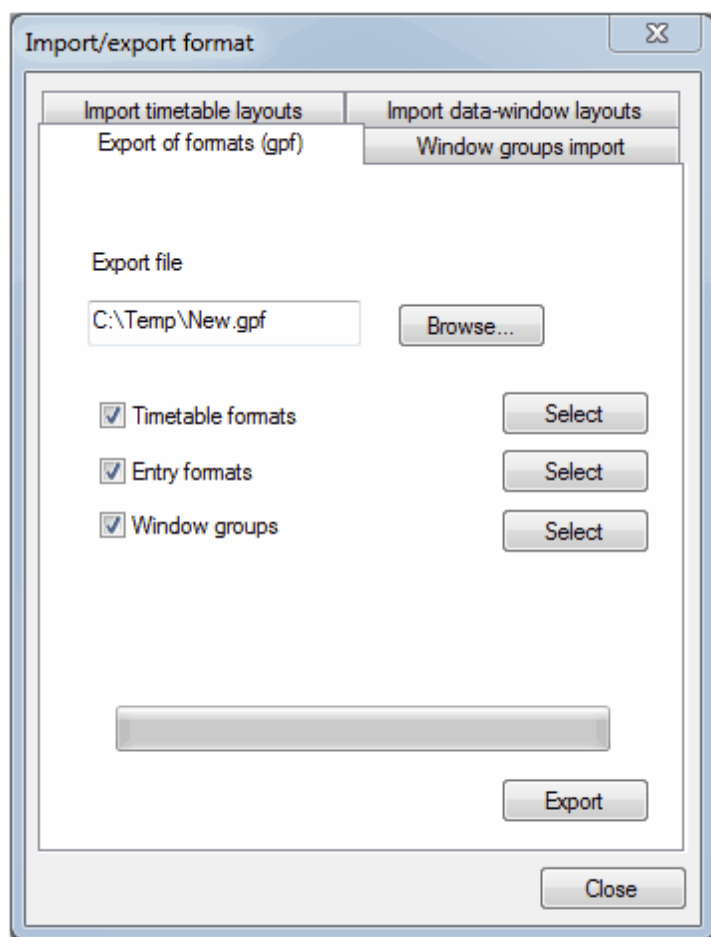 Import/export format
Import timetable layouts
Import data-window layouts
Export of formats (gpf)
Window groups import
Export file
C:\Temp\New.gpf
Browse...
Timetable formats
Select
Entry formats
Select
Window groups
Select
Export
Close